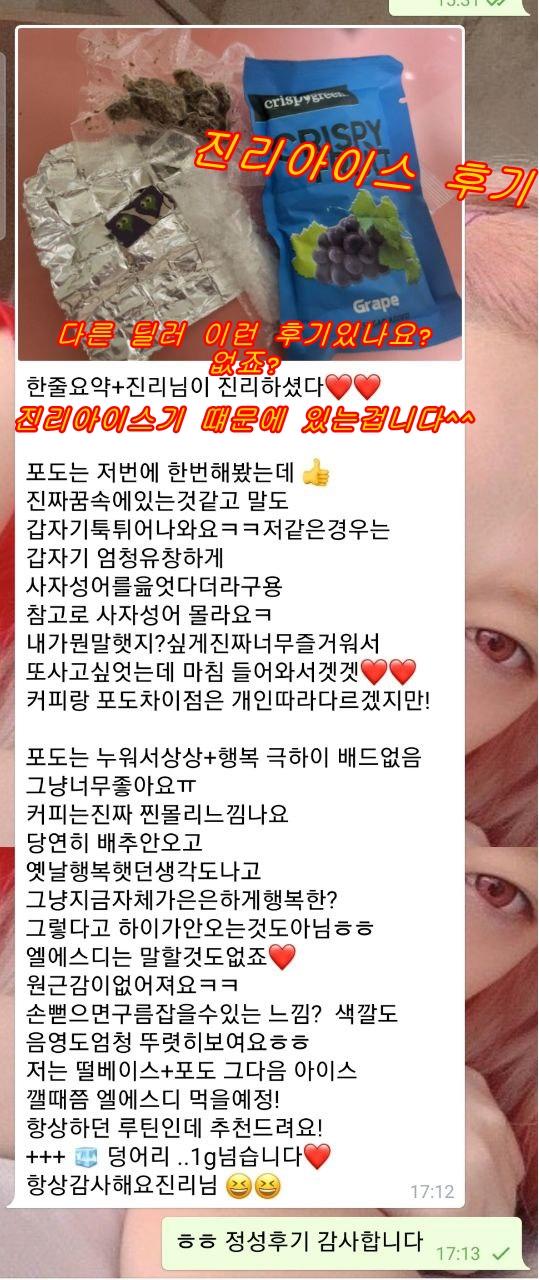 15:31
crispygreen
CRISPY
FRUIT
진리아이스 후기
Grape
다른 딜러 이런 후기있나요?
없죠?
한줄요약+진리님이 진리하셨다❤️❤️
진리아이스기 떄문에 있는겁니다^^
포도는 저번에 한번해봤는데 👍
진짜꿈속에있는것같고 말도
갑자기툭튀어나와요ㅋㅋ저같은경우는
갑자기 엄청유창하게
사자성어를읊엇다더라구용
참고로 사자성어 몰라요ㅋ
내가뭔말햇지?싶게진짜너무즐거워서
또사고싶엇는데 마침 들어와서겟겟❤️❤️
커피랑 포도차이점은 개인따라다르겠지만!
포도는 누워서상상+행복 극하이 배드없음
그냥너무좋아요ㅠ
커피는진짜 찐몰리느낌나요
당연히 배추안오고
옛날행복햇던생각도나고
그냥지금자체가은은하게행복한?
그렇다고 하이가안오는것도아님ㅎㅎ
엘에스디는 말할것도없죠❤️
원근감이없어져요ㅋㅋ
손뻗으면구름잡을수있는 느낌? 색깔도
음영도엄청 뚜렷히보여요ㅎㅎ
저는 떨베이스+포도 그다음 아이스
깰때쯤 엘에스디 먹을예정!
항상하던 루틴인데 추천드려요!
+++ 🧊 덩어리 ..1g넘습니다❤️
항상감사해요진리님 😆😆
17:12
ㅎㅎ 정성후기 감사합니다
17:13